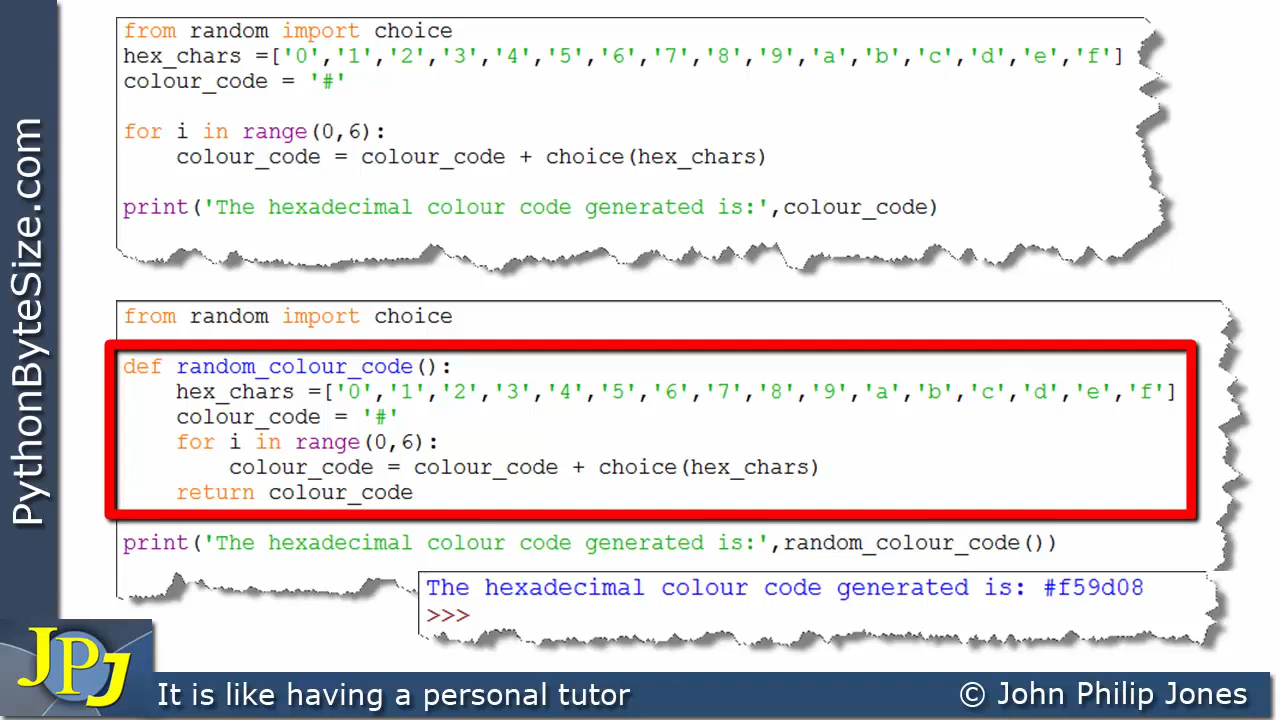 from random import choice
hex_chars =['0','1','2','3','4','5','6','7','8','9','a','b','c','d','e','f']
colour_code = '#'
for i in range(0,6):
colour_code = colour_code + choice(hex_chars)
print('The hexadecimal colour code generated is:',colour_code)
from random import choice
def random_colour_code():
hex_chars =['0','1','2','3','4','5','6','7','8','9','a','b','c','d','e','f']
colour_code = '#'
for i in range(0,6):
colour_code = colour_code + choice(hex_chars)
return colour_code
print('The hexadecimal colour code generated is:',random_colour_code())
The hexadecimal colour code generated is: #f59d08
>>>
PythonByteSize.com
JPJ
It is like having a personal tutor
© John Philip Jones